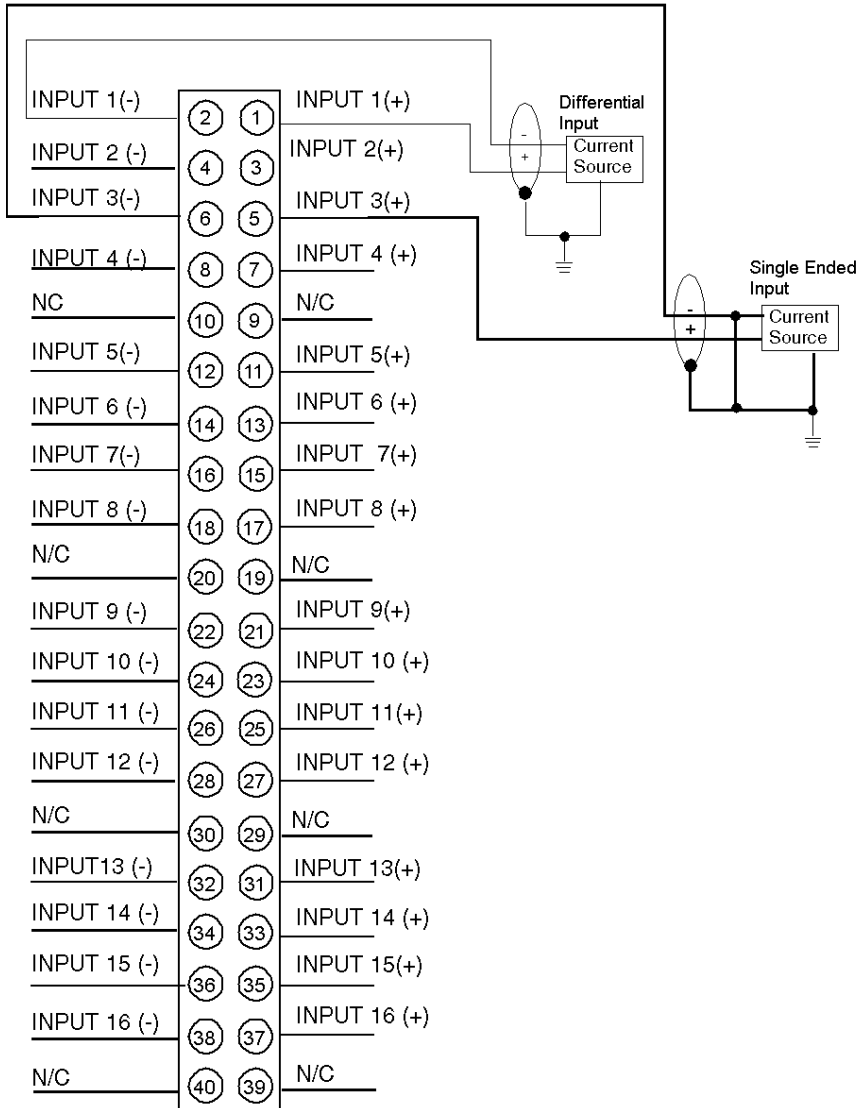 INPUT 1(-) 2 1 INPUT 1(+)
INPUT 2 (-) 4 3 INPUT 2(+)
INPUT 3(-) 6 5 INPUT 3(+)
INPUT 4 (-) 8 7 INPUT 4 (+)
NC 10 9 N/C
INPUT 5(-) 12 11 INPUT 5(+)
INPUT 6 (-) 14 13 INPUT 6 (+)
INPUT 7(-) 16 15 INPUT 7(+)
INPUT 8 (-) 18 17 INPUT 8 (+)
N/C 20 19 N/C
INPUT 9 (-) 22 21 INPUT 9(+)
INPUT 10 (-) 24 23 INPUT 10 (+)
INPUT 11 (-) 26 25 INPUT 11(+)
INPUT 12 (-) 28 27 INPUT 12 (+)
N/C 30 29 N/C
INPUT13 (-) 32 31 INPUT 13(+)
INPUT 14 (-) 34 33 INPUT 14 (+)
INPUT 15 (-) 36 35 INPUT 15(+)
INPUT 16 (-) 38 37 INPUT 16 (+)
N/C 40 39 N/C
Differential
Input
- Current
+ Source
Single Ended
Input
- Current
+ Source